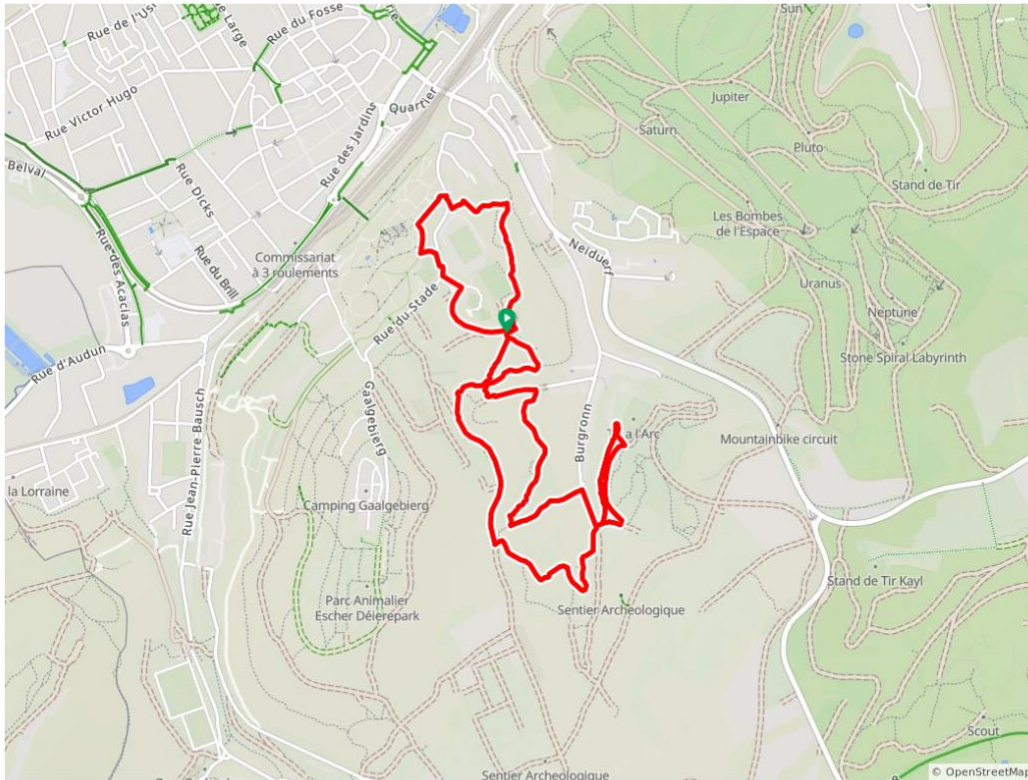 Rue de l'Us
Large
Rue du Fosse
Rue Victor Hugo
Quartier
Rue des Jardins
Belval
Rue Dicks
Rue des Acacias
Rue du Brill
Commissariat
à 3 roulements
Rue du Stade
Neiduerf
Rue d'Audun
Rue Jean-Pierre-Bausch
Gaalgebierg
Burgronn
a l'Arc
la Lorraine
Camping Gaalgebierg
Parc Animalier
Escher Déierepark
Sentier Archeologique
Sentier Archeologique
Sun
Jupiter
Saturn
Pluto
Stand de Tir
Les Bombes
de l'Espace
Uranus
Neptune
Stone Spiral Labyrinth
Mountainbike circuit
Stand de Tir Kayl
Scout
© OpenStreetMap